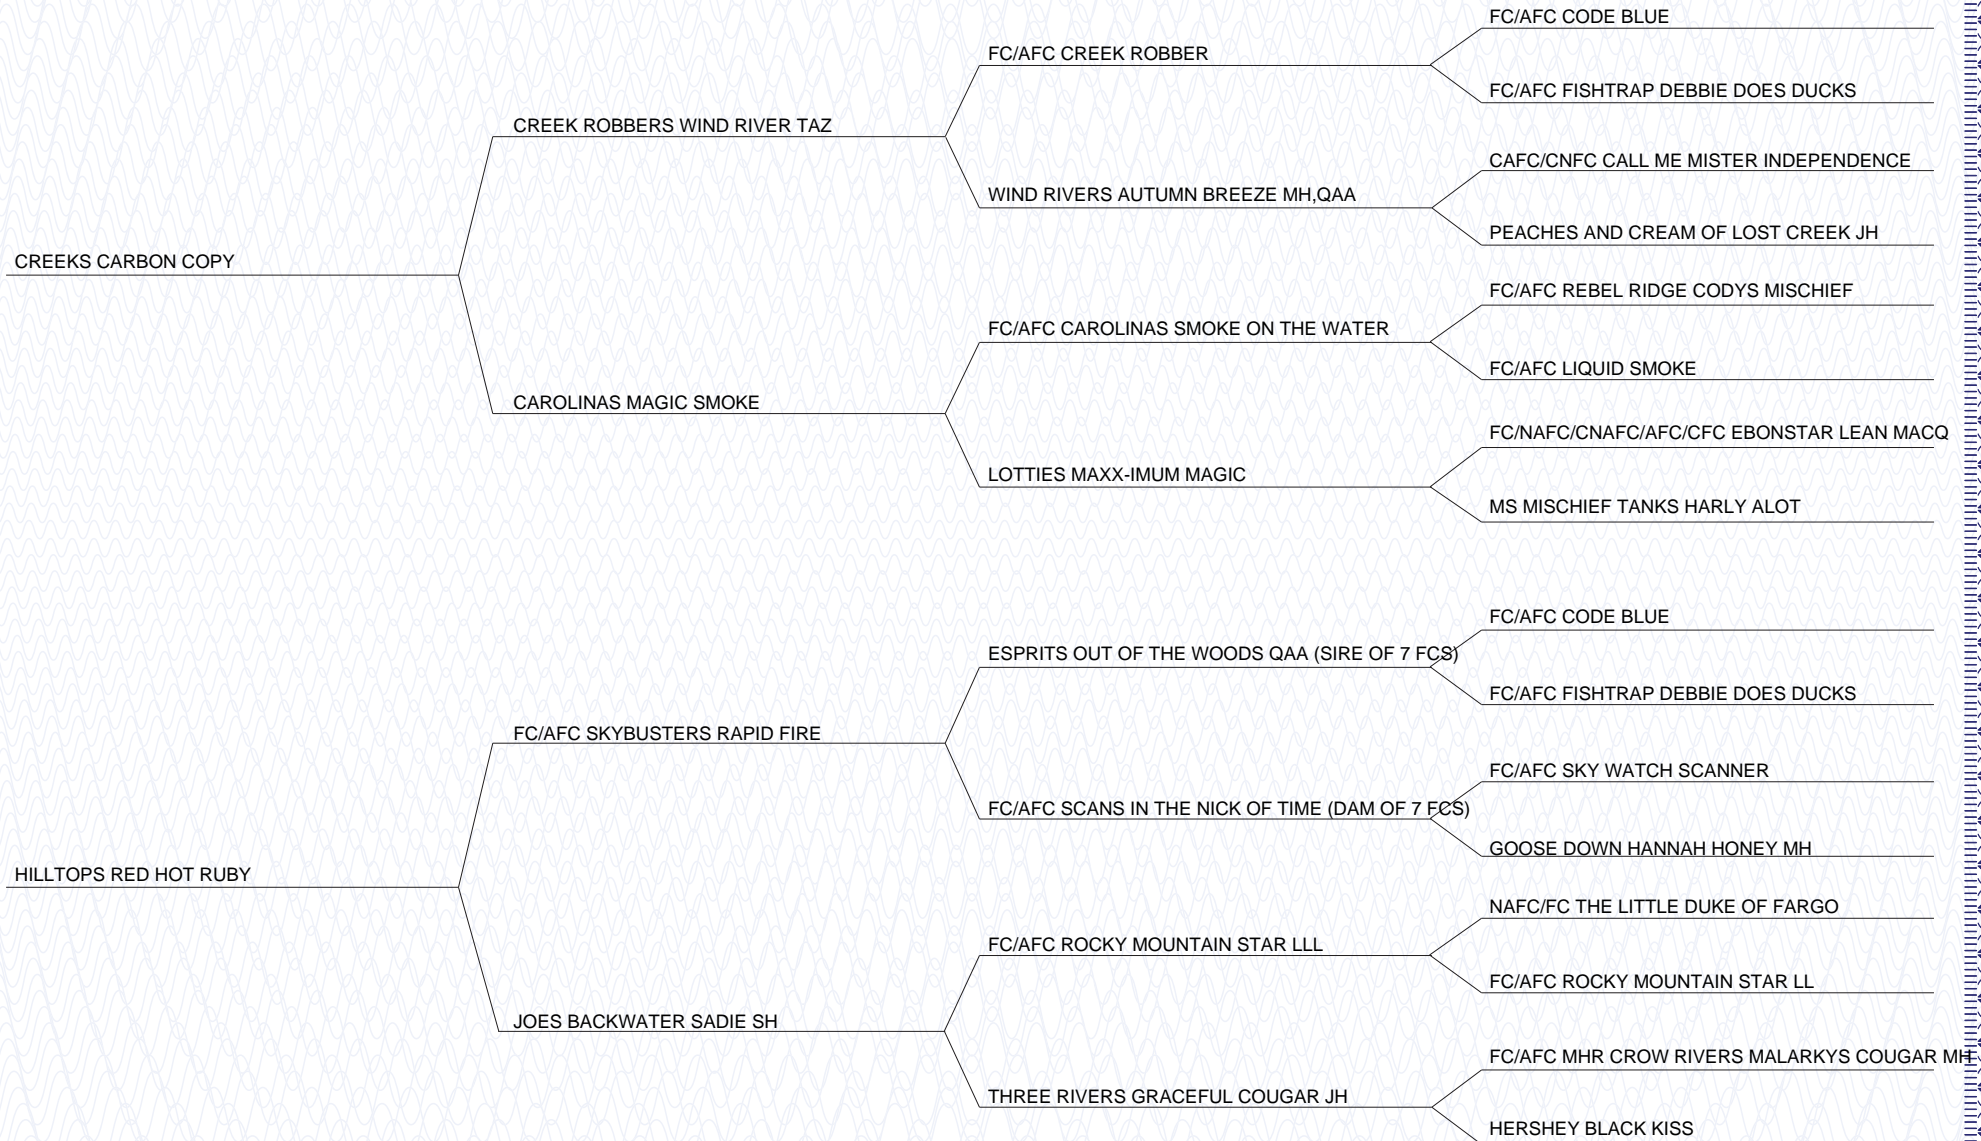 FC/AFC CODE BLUE
FC/AFC CREEK ROBBER
FC/AFC FISHTRAP DEBBIE DOES DUCKS
CREEK ROBBERS WIND RIVER TAZ
CAFC/CNFC CALL ME MISTER INDEPENDENCE
WIND RIVERS AUTUMN BREEZE MH,QAA
PEACHES AND CREAM OF LOST CREEK JH
CREEKS CARBON COPY
FC/AFC REBEL RIDGE CODYS MISCHIEF
FC/AFC CAROLINAS SMOKE ON THE WATER
FC/AFC LIQUID SMOKE
CAROLINAS MAGIC SMOKE
FC/NAFC/CNAFC/AFC/CFC EBONSTAR LEAN MACQ
LOTTIES MAXX-IMUM MAGIC
MS MISCHIEF TANKS HARLY ALOT
FC/AFC CODE BLUE
ESPRITS OUT OF THE WOODS QAA (SIRE OF 7 FCS)
FC/AFC FISHTRAP DEBBIE DOES DUCKS
FC/AFC SKYBUSTERS RAPID FIRE
FC/AFC SKY WATCH SCANNER
FC/AFC SCANS IN THE NICK OF TIME (DAM OF 7 FCS)
GOOSE DOWN HANNAH HONEY MH
HILLTOPS RED HOT RUBY
NAFC/FC THE LITTLE DUKE OF FARGO
FC/AFC ROCKY MOUNTAIN STAR LLL
FC/AFC ROCKY MOUNTAIN STAR LL
JOES BACKWATER SADIE SH
FC/AFC MHR CROW RIVERS MALARKYS COUGAR MH
THREE RIVERS GRACEFUL COUGAR JH
HERSHEY BLACK KISS